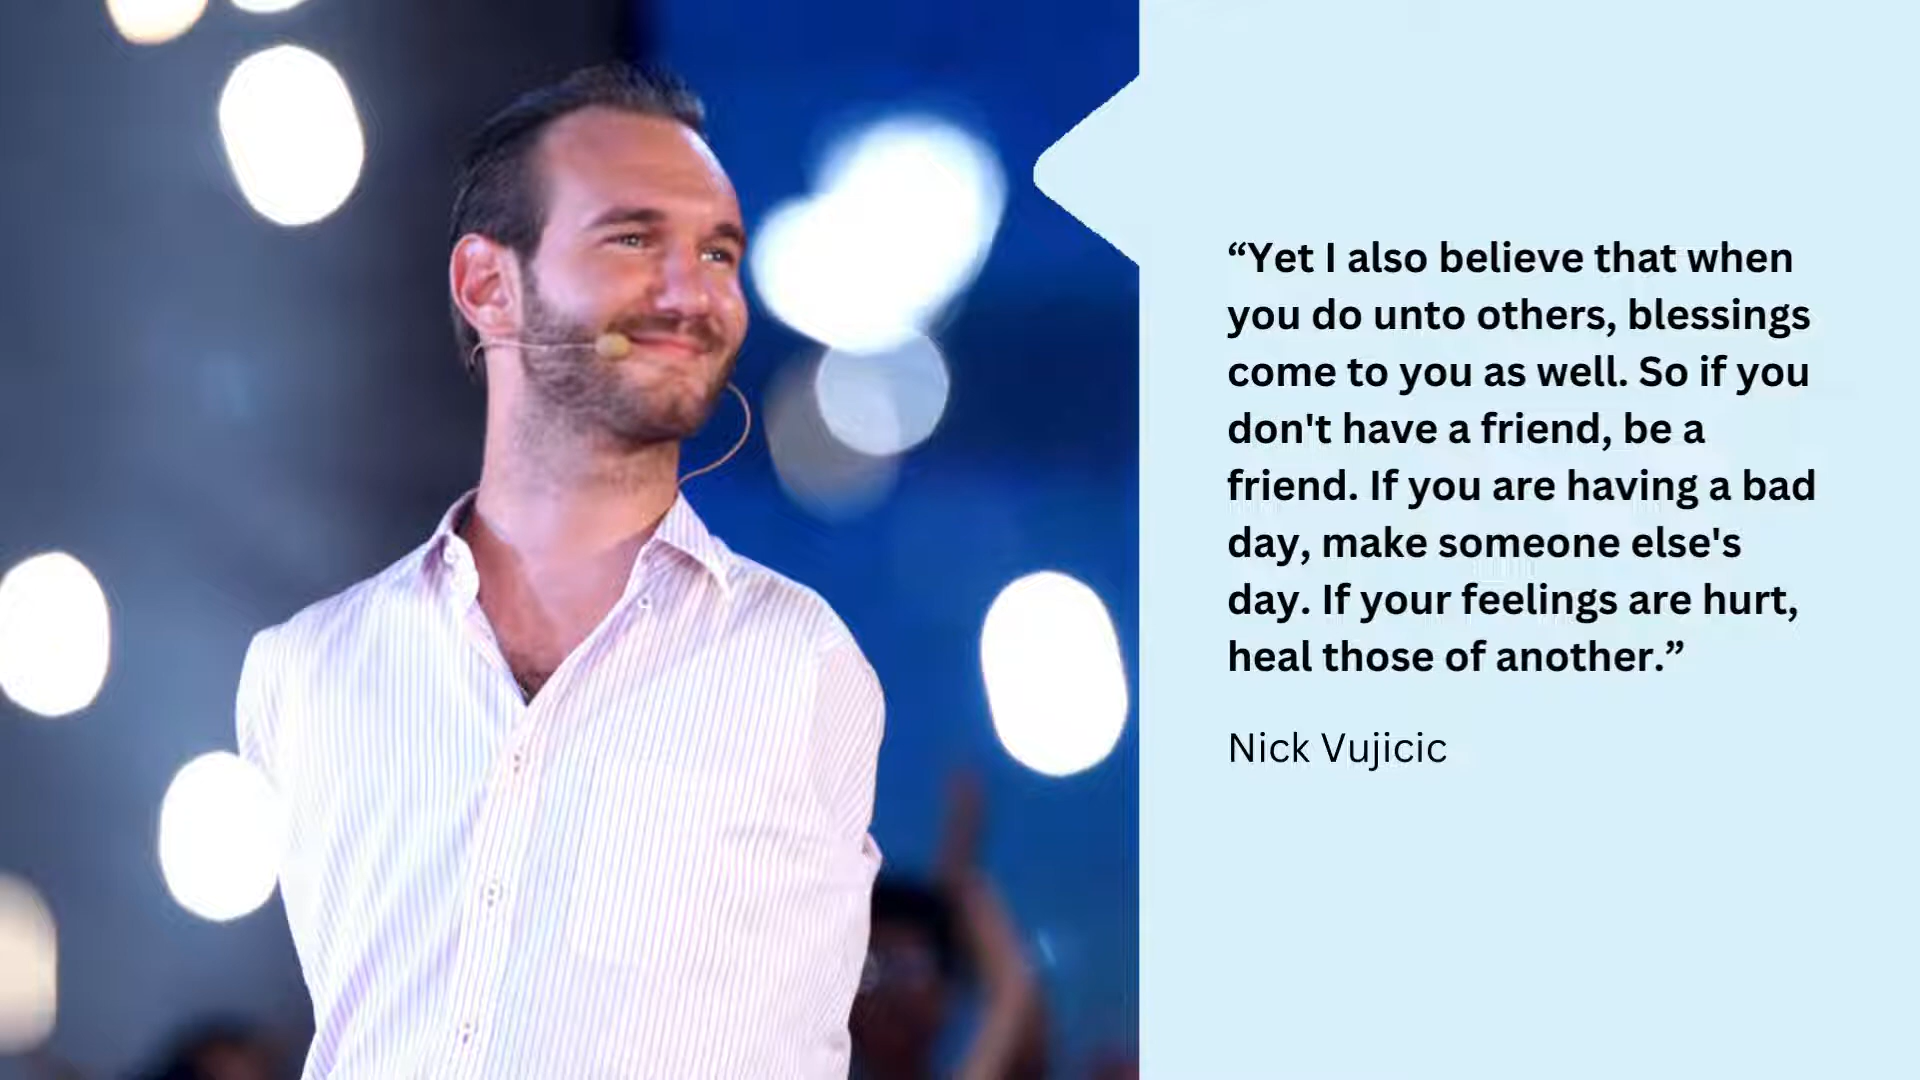 “Yet I also believe that when
you do unto others, blessings
come to you as well. So if you
don't have a friend, be a
friend. If you are having a bad
day, make someone else's
day. If your feelings are hurt,
heal those of another.”
Nick Vujicic